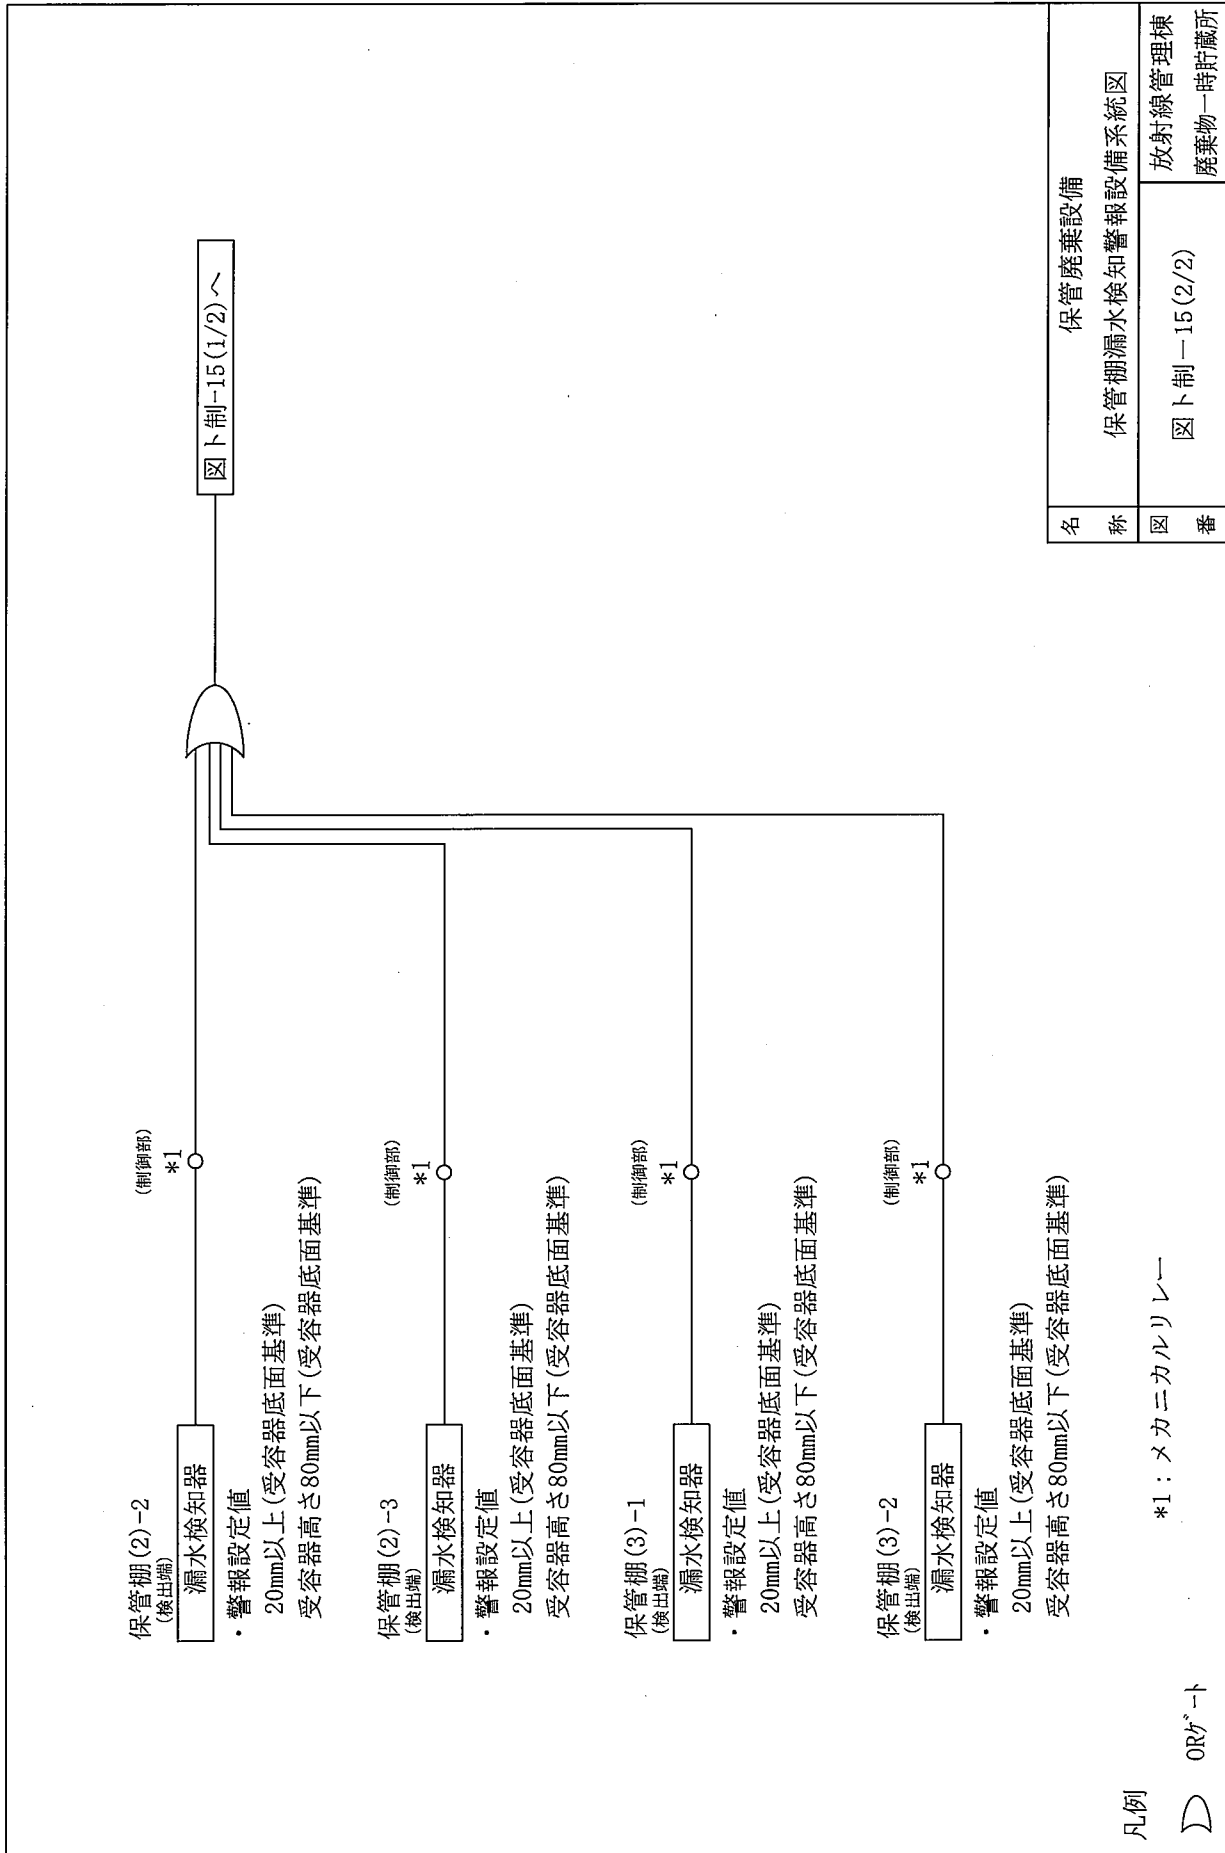 保管棚(2)-2
(検出端)
漏水検知器
(制御部)
*1
・警報設定値
20mm以上(受容器底面基準)
受容器高さ80mm以下(受容器底面基準)
保管棚(2)-3
(検出端)
漏水検知器
(制御部)
*1
・警報設定値
20mm以上(受容器底面基準)
受容器高さ80mm以下(受容器底面基準)
保管棚(3)-1
(検出端)
漏水検知器
(制御部)
*1
・警報設定値
20mm以上(受容器底面基準)
受容器高さ80mm以下(受容器底面基準)
保管棚(3)-2
(検出端)
漏水検知器
(制御部)
*1
・警報設定値
20mm以上(受容器底面基準)
受容器高さ80mm以下(受容器底面基準)
図ト制-15(1/2)へ
凡例
*1：メカニカルリレー
ORｹﾞｰﾄ
名称
保管廃棄設備
保管棚漏水検知警報設備系統図
図番
図ト制－15(2/2)
放射線管理棟
廃棄物一時貯蔵所